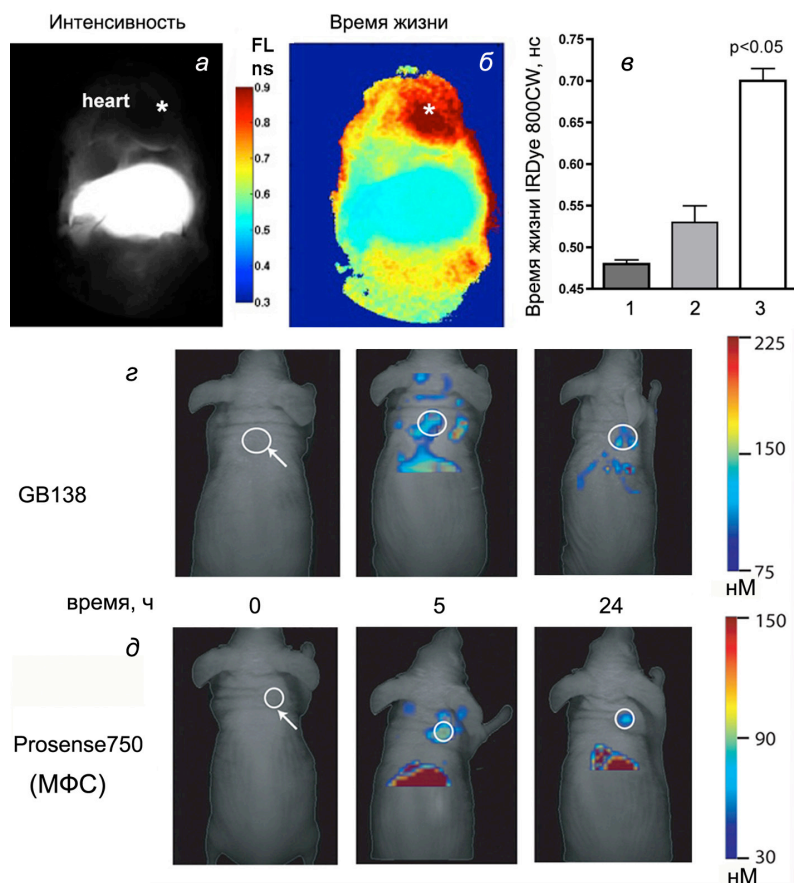 Интенсивность
Время жизни
а
heart *
FL
ns
0.9
0.8
0.7
0.6
0.5
0.4
0.3
б
*
в
p<0.05
Время жизни IRDye 800CW, нс
0.75
0.70
0.65
0.60
0.55
0.50
0.45
1 2 3
г
GB138
225
150
75
нМ
время, ч 0 5 24
д
Prosense750
(МФС)
150
90
30
нМ